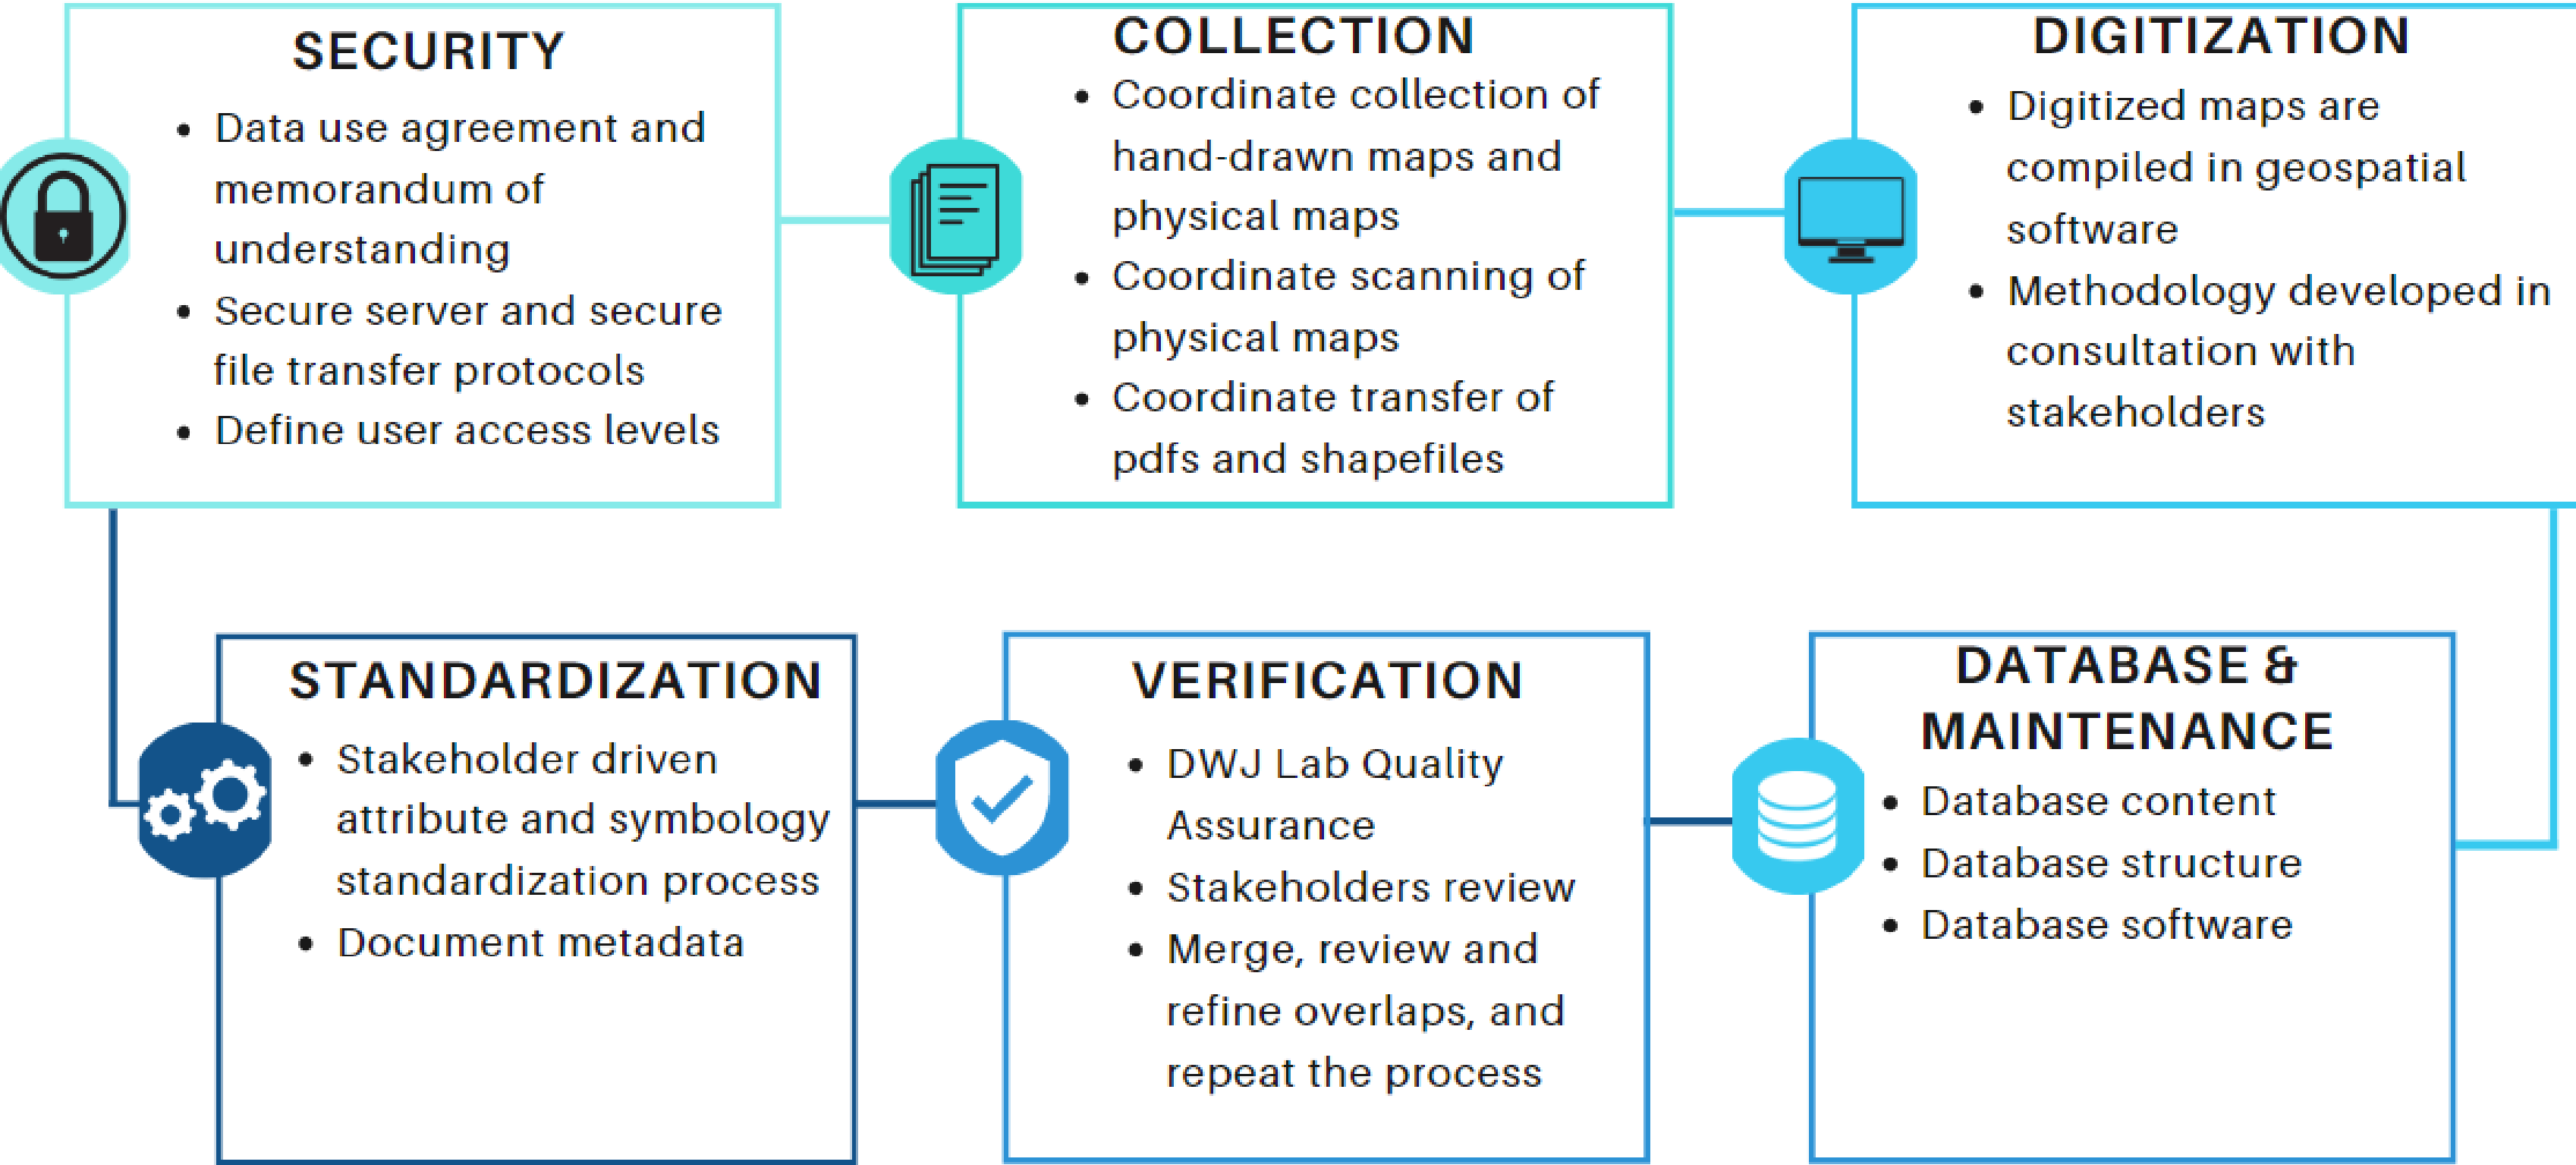 SECURITY
• Data use agreement and
memorandum of
understanding
• Secure server and secure
file transfer protocols
• Define user access levels
COLLECTION
• Coordinate collection of
hand-drawn maps and
physical maps
• Coordinate scanning of
physical maps
• Coordinate transfer of
pdfs and shapefiles
DIGITIZATION
• Digitized maps are
compiled in geospatial
software
• Methodology developed in
consultation with
stakeholders
STANDARDIZATION
• Stakeholder driven
attribute and symbology
standardization process
• Document metadata
VERIFICATION
• DWJ Lab Quality
Assurance
• Stakeholders review
• Merge, review and
refine overlaps, and
repeat the process
DATABASE &
MAINTENANCE
• Database content
• Database structure
• Database software